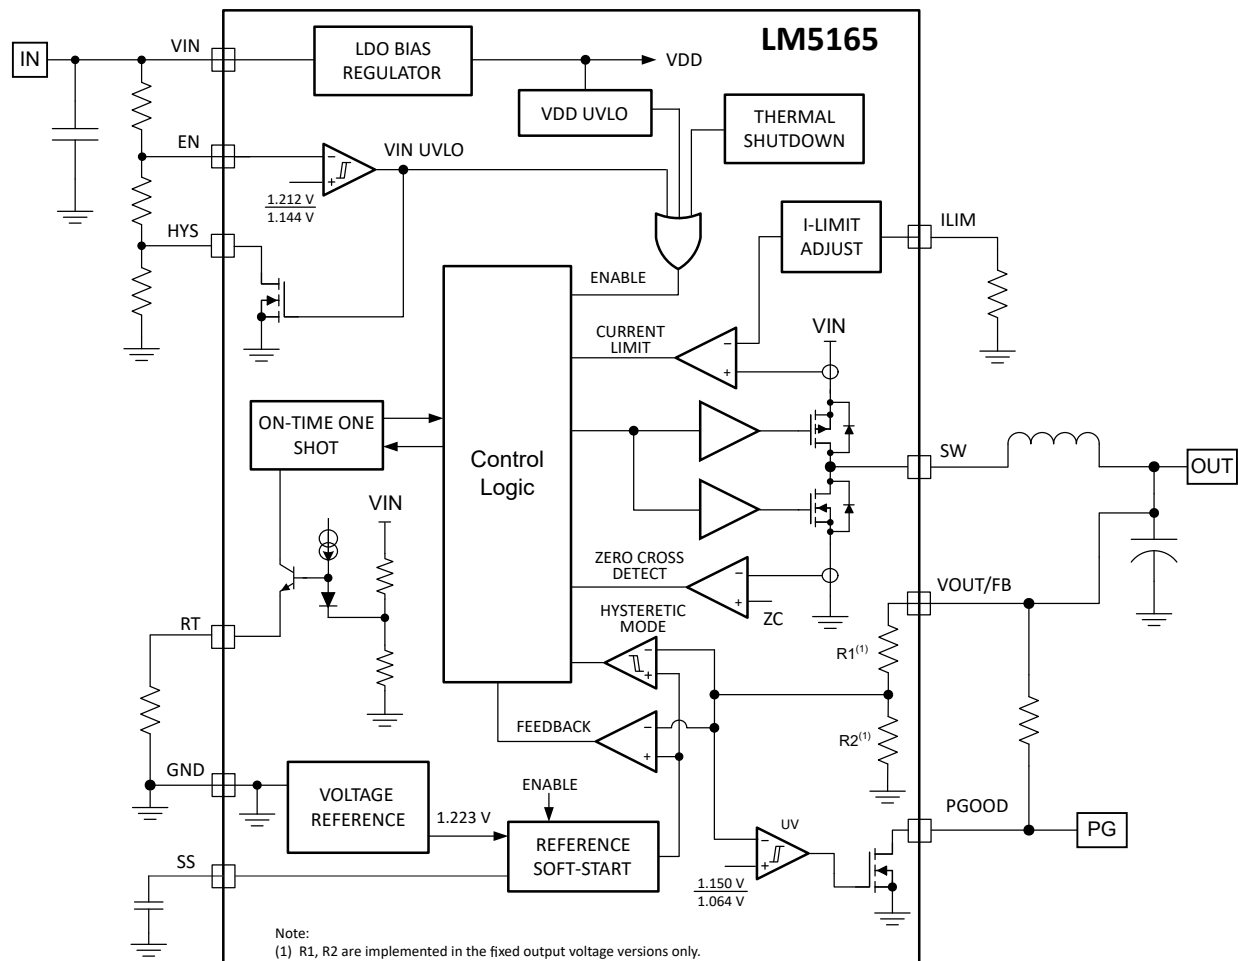 LM5165
IN
VIN
LDO BIAS
REGULATOR
VDD
VDD UVLO
THERMAL
SHUTDOWN
EN
VIN UVLO
1.212 V
1.144 V
HYS
I-LIMIT
ADJUST
ILIM
ENABLE
CURRENT
LIMIT
VIN
ON-TIME ONE
SHOT
Control
Logic
SW
OUT
VIN
ZERO CROSS
DETECT
ZC
VOUT/FB
HYSTERETIC
MODE
RT
R1(1)
FEEDBACK
R2(1)
GND
VOLTAGE
REFERENCE
1.223 V
ENABLE
REFERENCE
SOFT-START
UV
1.150 V
1.064 V
PGOOD
PG
SS
Note:
(1) R1, R2 are implemented in the fixed output voltage versions only.